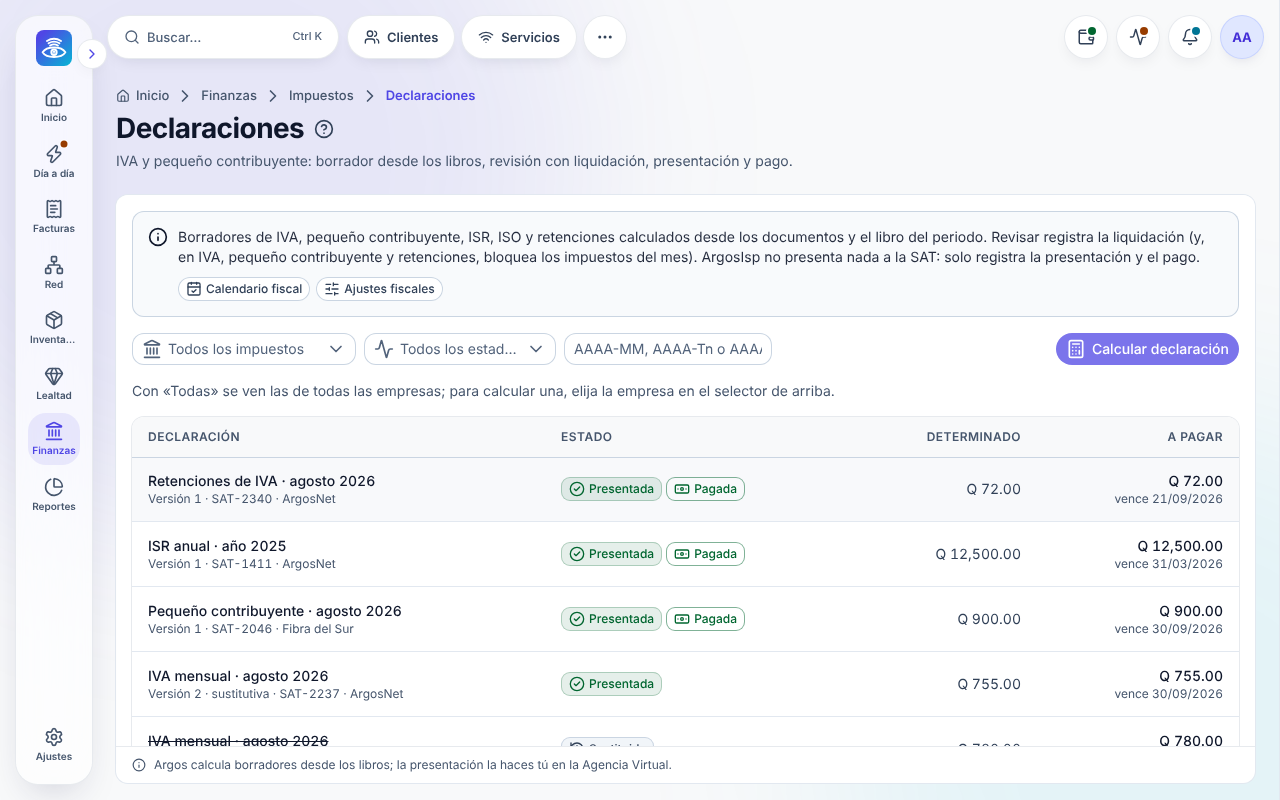 Buscar...
Ctrl K
Clientes
Servicios
AA
Inicio
Día a día
Facturas
Red
Inventa...
Lealtad
Finanzas
Reportes
Ajustes
Inicio > Finanzas > Impuestos > Declaraciones
Declaraciones
IVA y pequeño contribuyente: borrador desde los libros, revisión con liquidación, presentación y pago.
Borradores de IVA, pequeño contribuyente, ISR, ISO y retenciones calculados desde los documentos y el libro del periodo. Revisar registra la liquidación (y,
en IVA, pequeño contribuyente y retenciones, bloquea los impuestos del mes). ArgosIsp no presenta nada a la SAT: solo registra la presentación y el pago.
Calendario fiscal
Ajustes fiscales
Todos los impuestos
Todos los estad...
AAAA-MM, AAAA-Tn o AAAA
Calcular declaración
Con «Todas» se ven las de todas las empresas; para calcular una, elija la empresa en el selector de arriba.
DECLARACIÓN ESTADO DETERMINADO A PAGAR
Retenciones de IVA · agosto 2026
Versión 1 · SAT-2340 · ArgosNet
Presentada Pagada
Q 72.00
Q 72.00
vence 21/09/2026
ISR anual · año 2025
Versión 1 · SAT-1411 · ArgosNet
Presentada Pagada
Q 12,500.00
Q 12,500.00
vence 31/03/2026
Pequeño contribuyente · agosto 2026
Versión 1 · SAT-2046 · Fibra del Sur
Presentada Pagada
Q 900.00
Q 900.00
vence 30/09/2026
IVA mensual · agosto 2026
Versión 2 · sustitutiva · SAT-2237 · ArgosNet
Presentada
Q 755.00
Q 755.00
vence 30/09/2026
IVA mensual · agosto 2026
Q 780.00
Argos calcula borradores desde los libros; la presentación la haces tú en la Agencia Virtual.